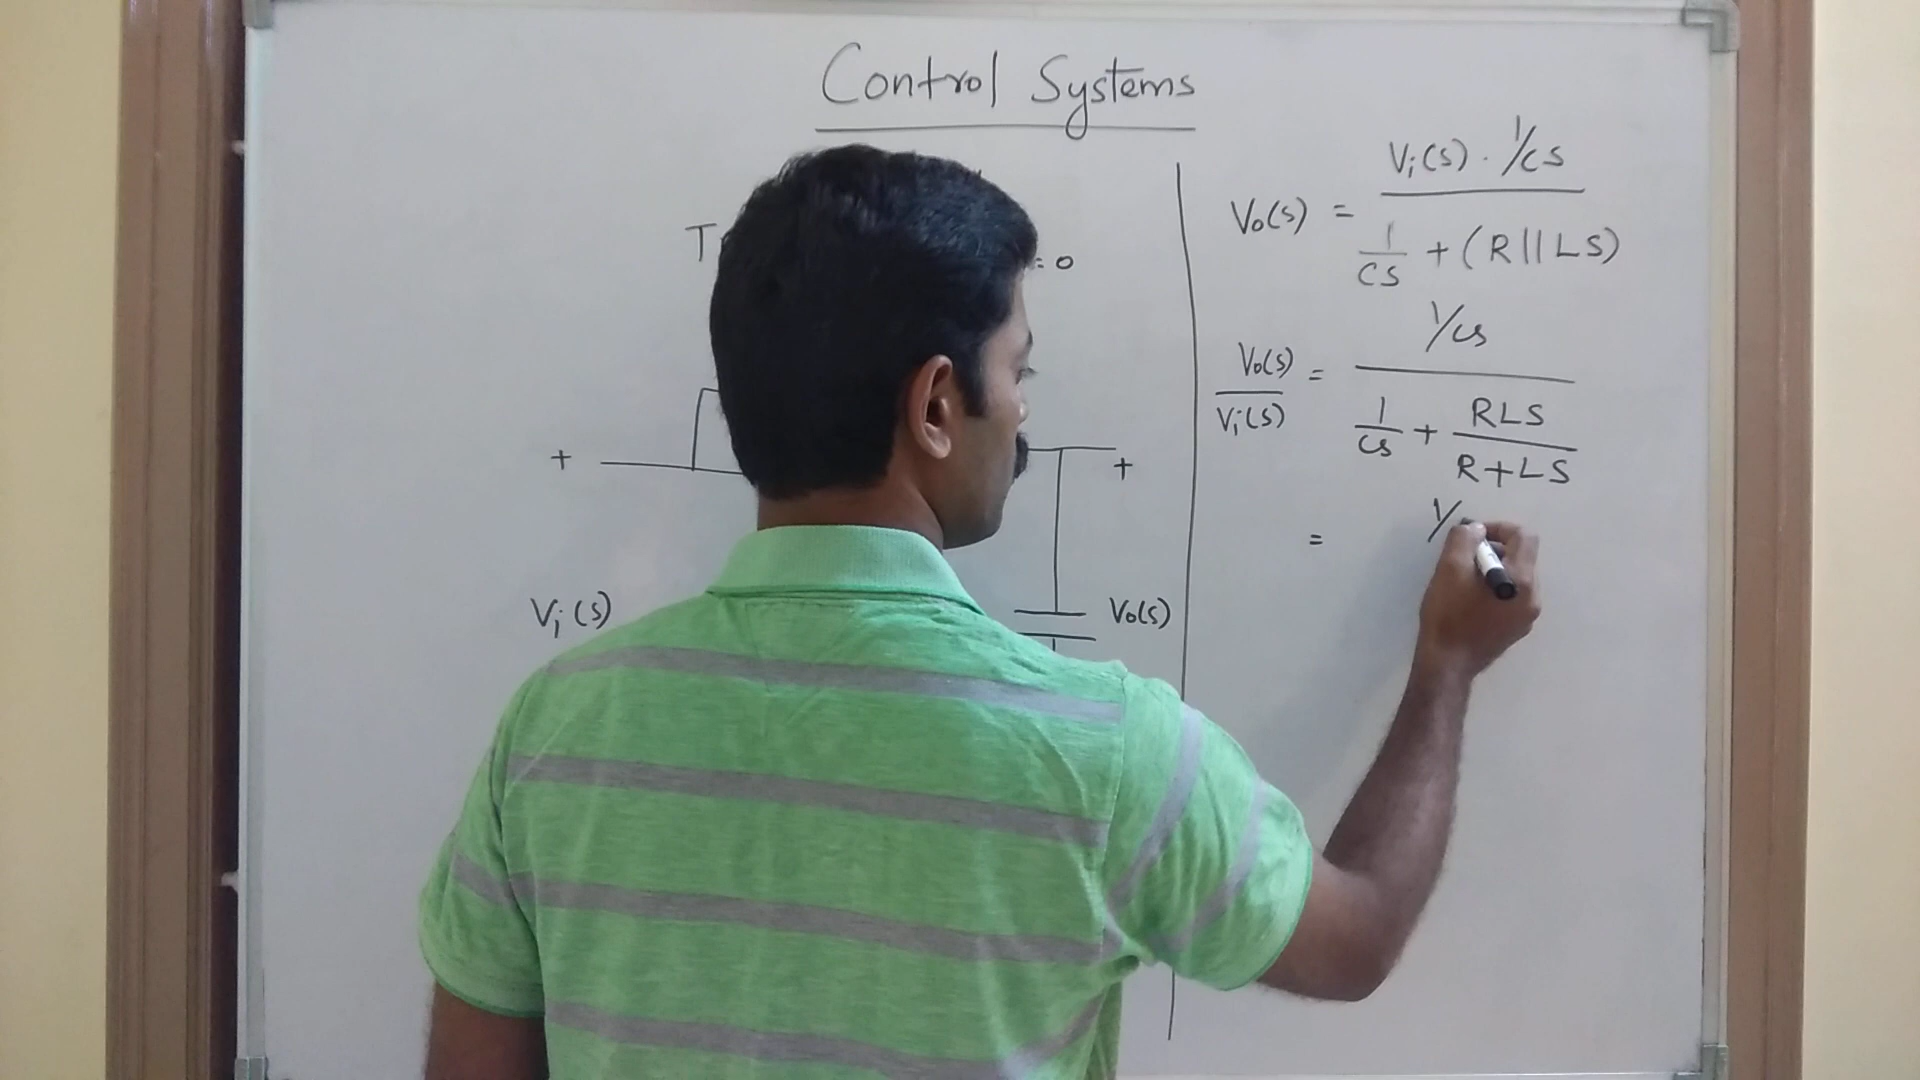 Control Systems
T = 0
+ +
Vi(s) Vo(s)
Vo(s) = Vi(s) . 1/CS / 1/CS + (R || LS)
Vo(s)/Vi(s) = 1/CS / 1/CS + RLS/R+LS
= 1/